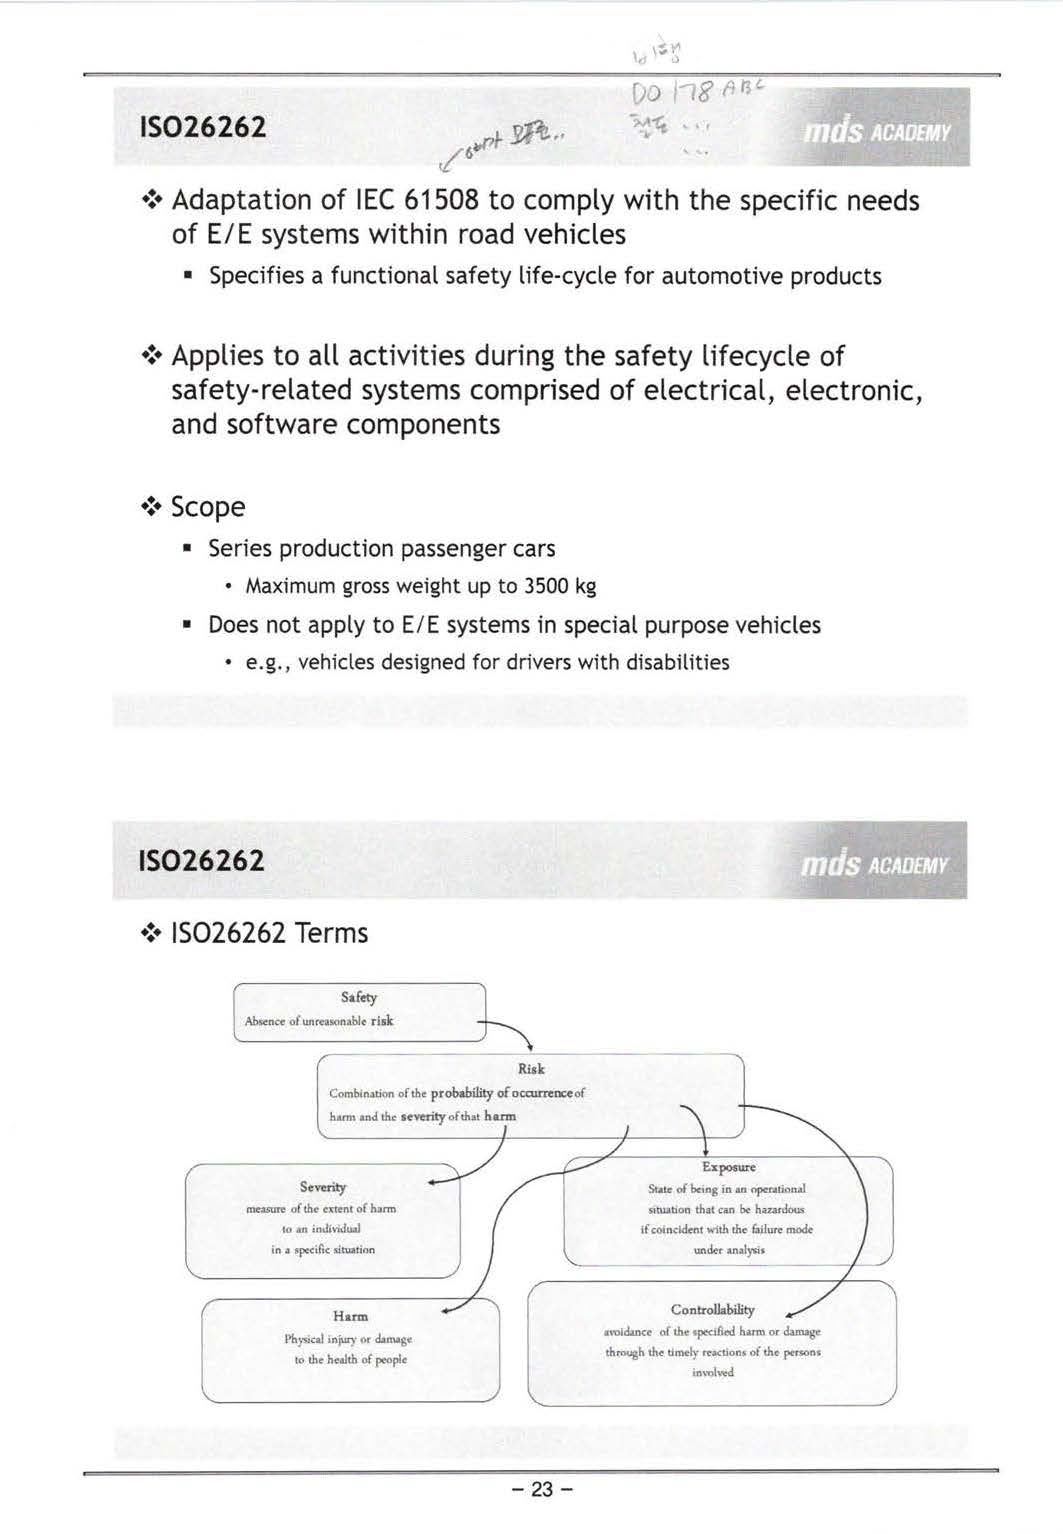 DO 178 ABC
ISO26262
철도 ...
...
mds ACADEMY
❖ Adaptation of IEC 61508 to comply with the specific needs
of E/E systems within road vehicles
▪ Specifies a functional safety life-cycle for automotive products
❖ Applies to all activities during the safety lifecycle of
safety-related systems comprised of electrical, electronic,
and software components
❖ Scope
▪ Series production passenger cars
• Maximum gross weight up to 3500 kg
▪ Does not apply to E/E systems in special purpose vehicles
• e.g., vehicles designed for drivers with disabilities
ISO26262
mds ACADEMY
❖ ISO26262 Terms
Safety
Absence of unreasonable risk
Risk
Combination of the probability of occurrence of
harm and the severity of that harm
Severity
measure of the extent of harm
to an individual
in a specific situation
Exposure
State of being in an operational
situation that can be hazardous
if coincident with the failure mode
under analysis
Harm
Physical injury or damage
to the health of people
Controllability
avoidance of the specified harm or damage
through the timely reactions of the persons
involved
- 23 -